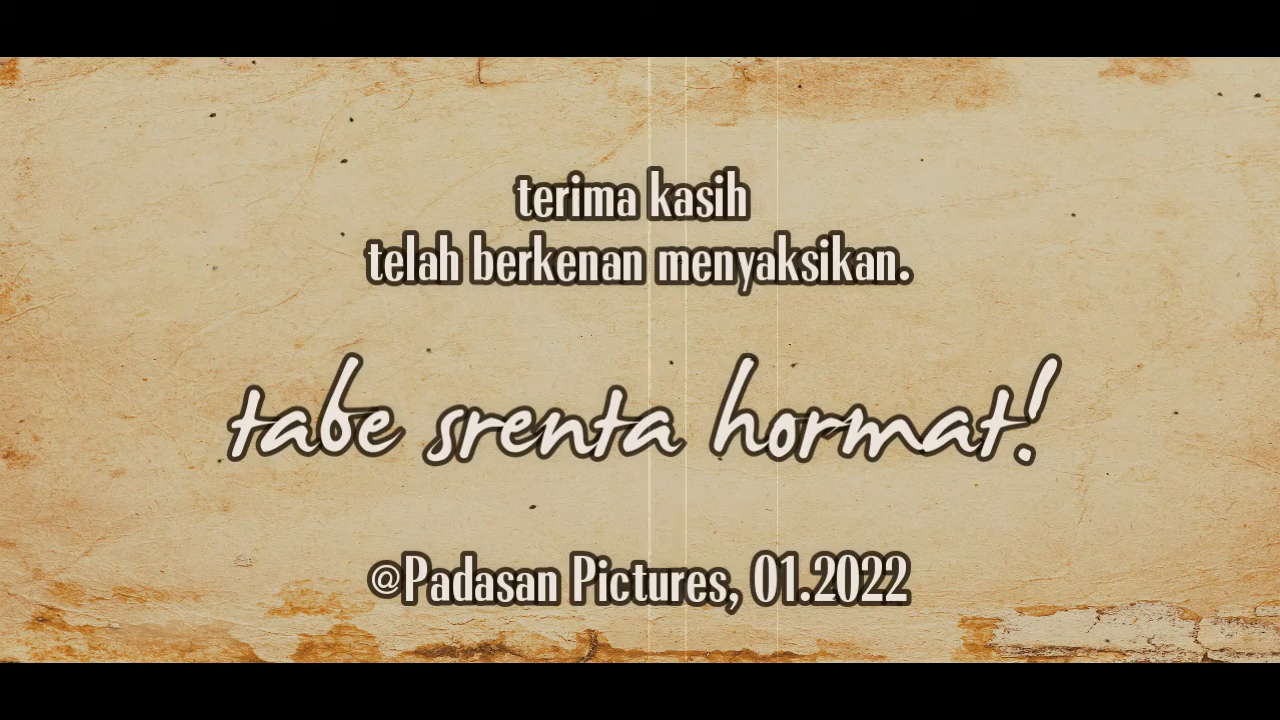 terima kasih
telah berkenan menyaksikan.
tabe srenta hormat!
@Padasan Pictures, 01.2022